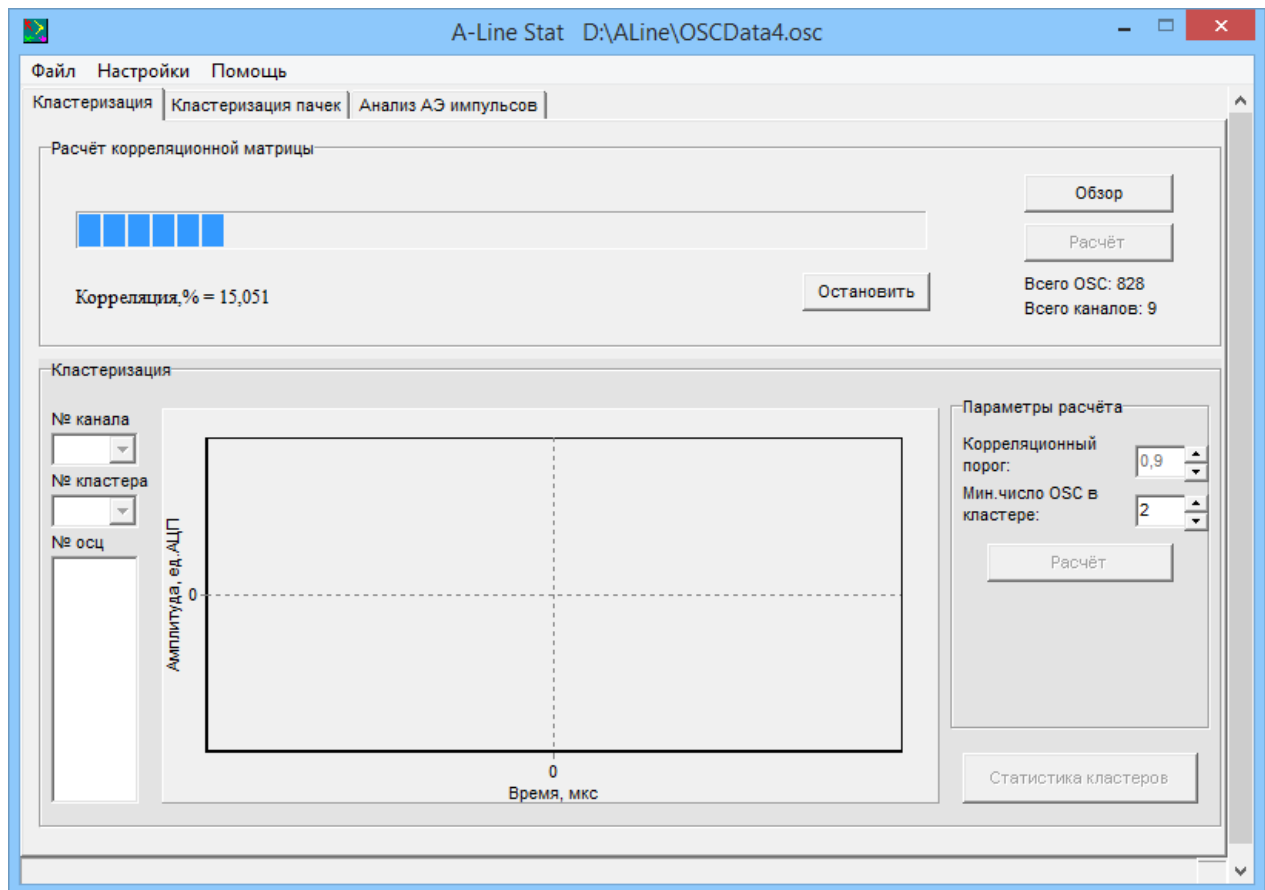 A-Line Stat D:\ALine\OSCData4.osc
Файл Настройки Помощь
Кластеризация Кластеризация пачек Анализ АЭ импульсов
Расчёт корреляционной матрицы
Обзор
Расчёт
Корреляция,% = 15,051
Остановить
Всего OSC: 828
Всего каналов: 9
Кластеризация
№ канала
№ кластера
№ осц
Амплитуда, ед.АЦП
0
0
Время, мкс
Параметры расчёта
Корреляционный
порог:
0,9
Мин.число OSC в
кластере:
2
Расчёт
Статистика кластеров